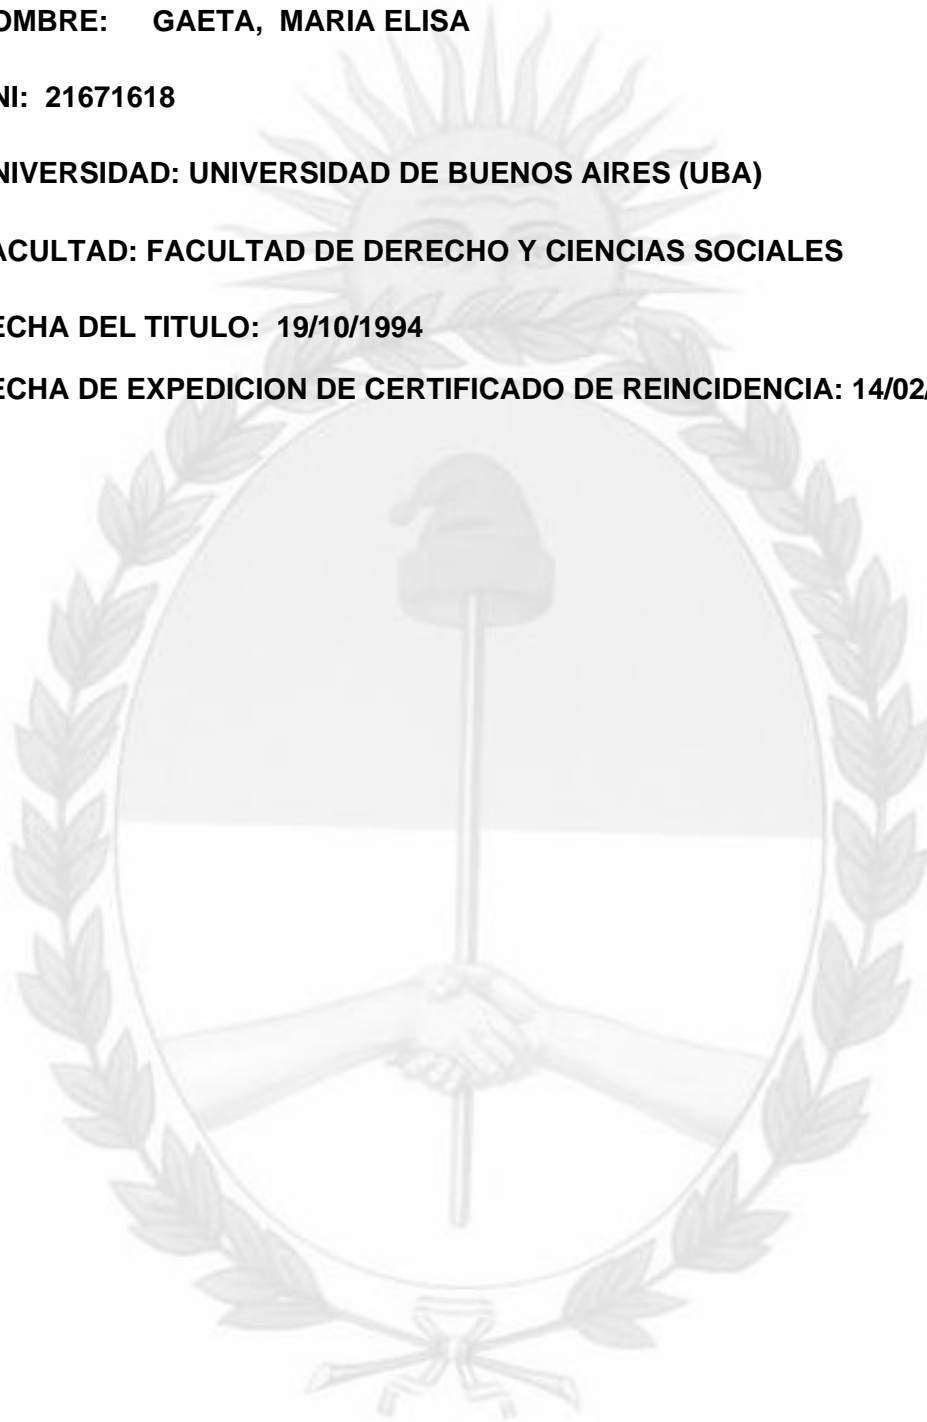 OMBRE: GAETA, MARIA ELISA
NI: 21671618
NIVERSIDAD: UNIVERSIDAD DE BUENOS AIRES (UBA)
ACULTAD: FACULTAD DE DERECHO Y CIENCIAS SOCIALES
ECHA DEL TITULO: 19/10/1994
ECHA DE EXPEDICION DE CERTIFICADO DE REINCIDENCIA: 14/02/